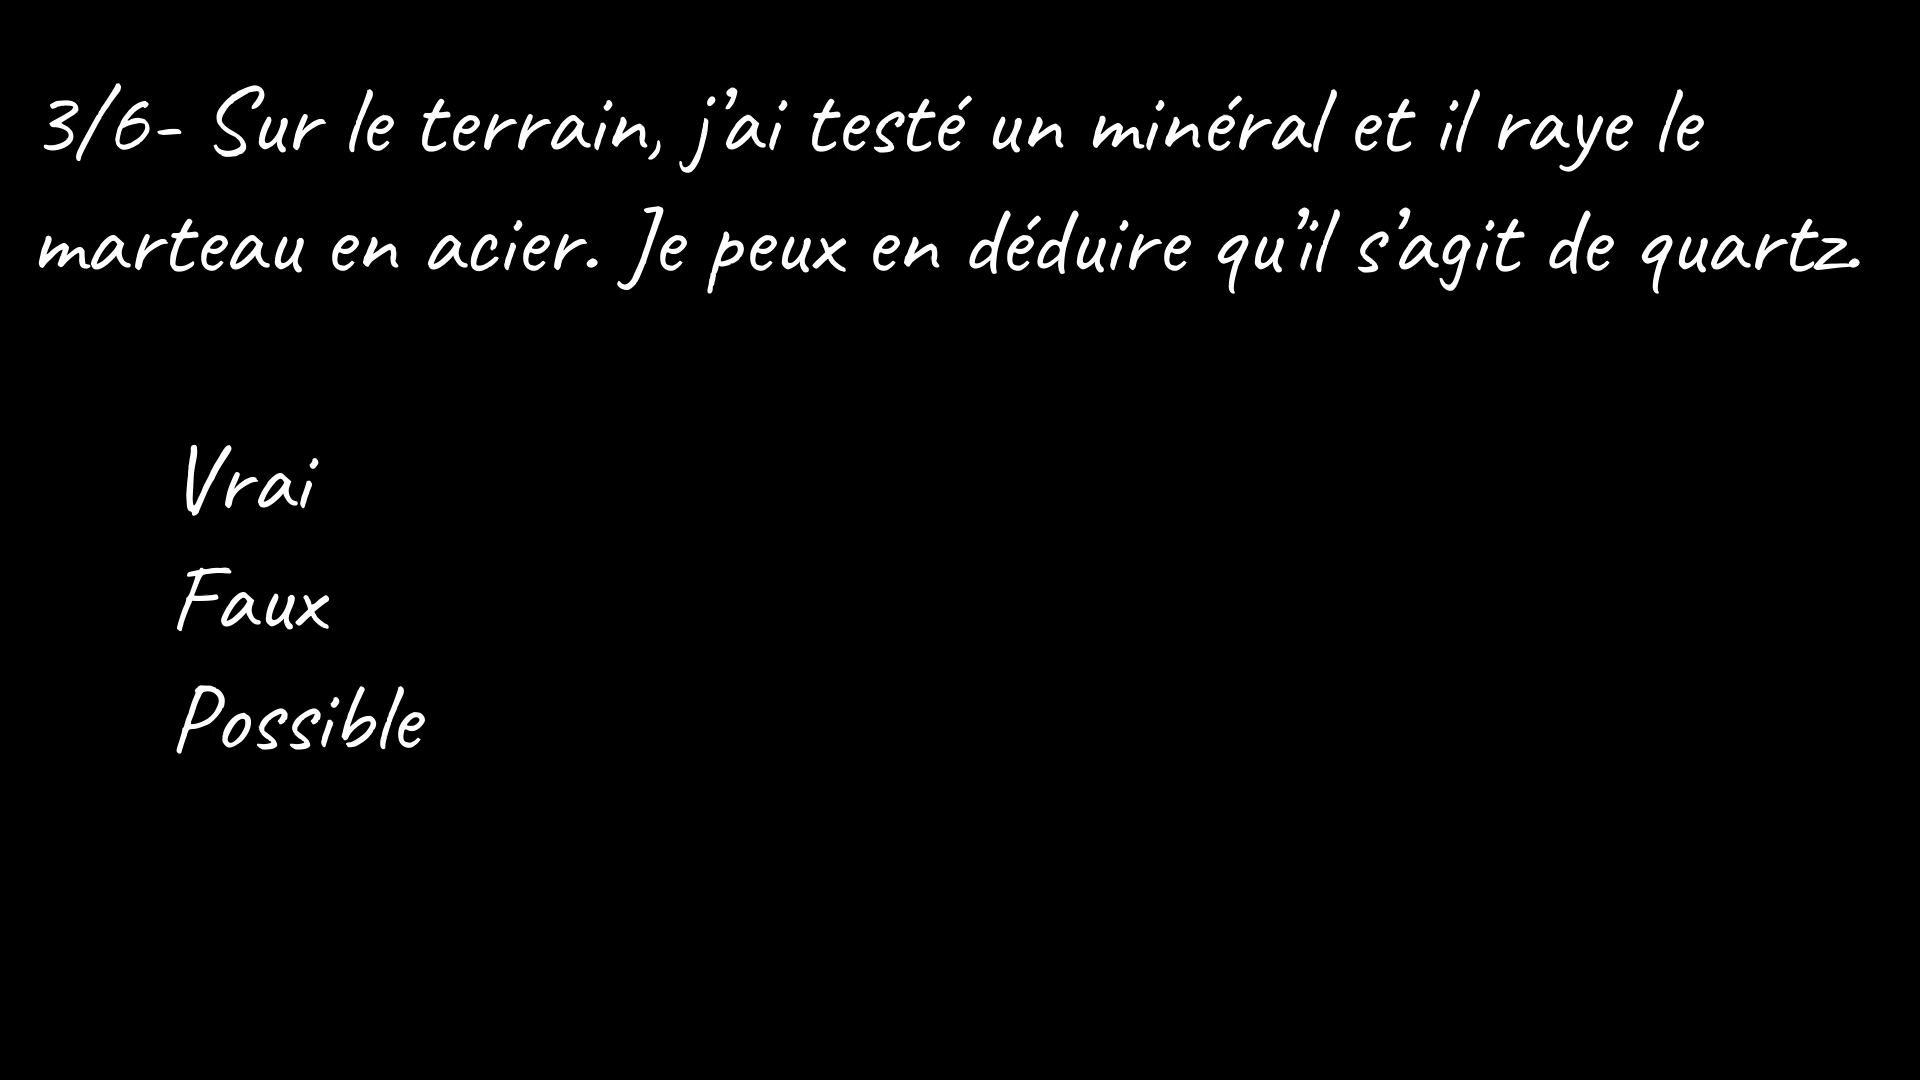 3/6- Sur le terrain, j’ai testé un minéral et il raye le
marteau en acier. Je peux en déduire qu’il s’agit de quartz.
Vrai
Faux
Possible